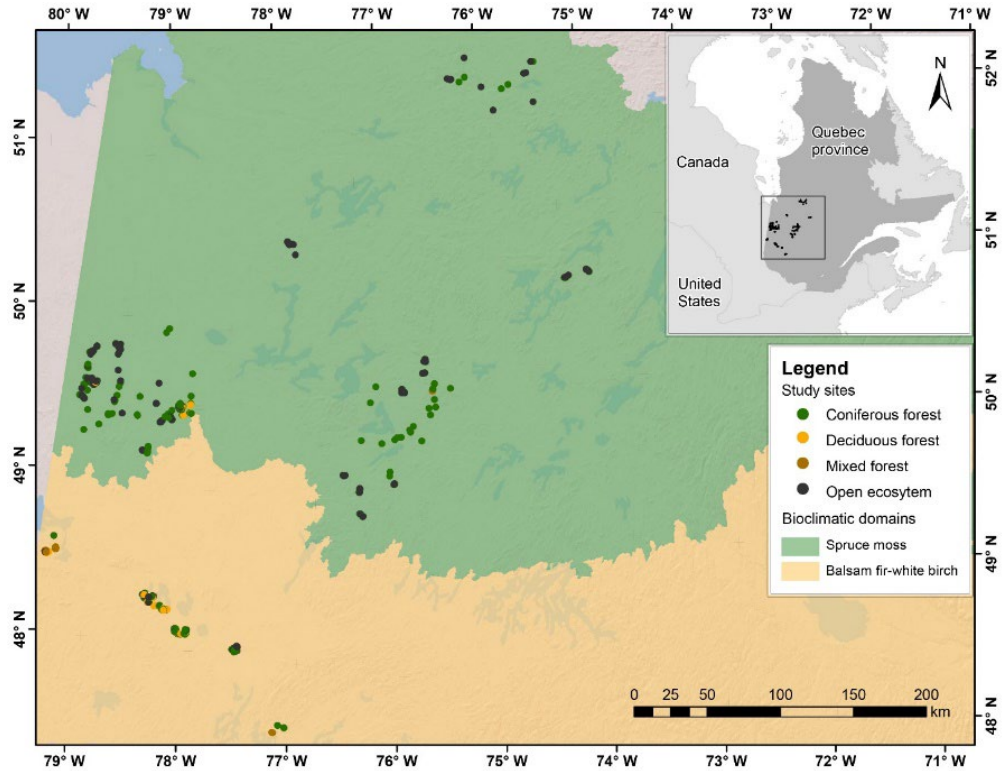 80° W 79° W 78° W 77° W 76° W 75° W 74° W 73° W 72° W 71° W
52° N
51° N
50° N
49° N
48° N
51° N
50° N
49° N
48° N
N
Quebec
province
Canada
United
States
Legend
Study sites
Coniferous forest
Deciduous forest
Mixed forest
Open ecosytem
Bioclimatic domains
Spruce moss
Balsam fir-white birch
0 25 50 100 150 200
km
79° W 78° W 77° W 76° W 75° W 74° W 73° W 72° W 71° W